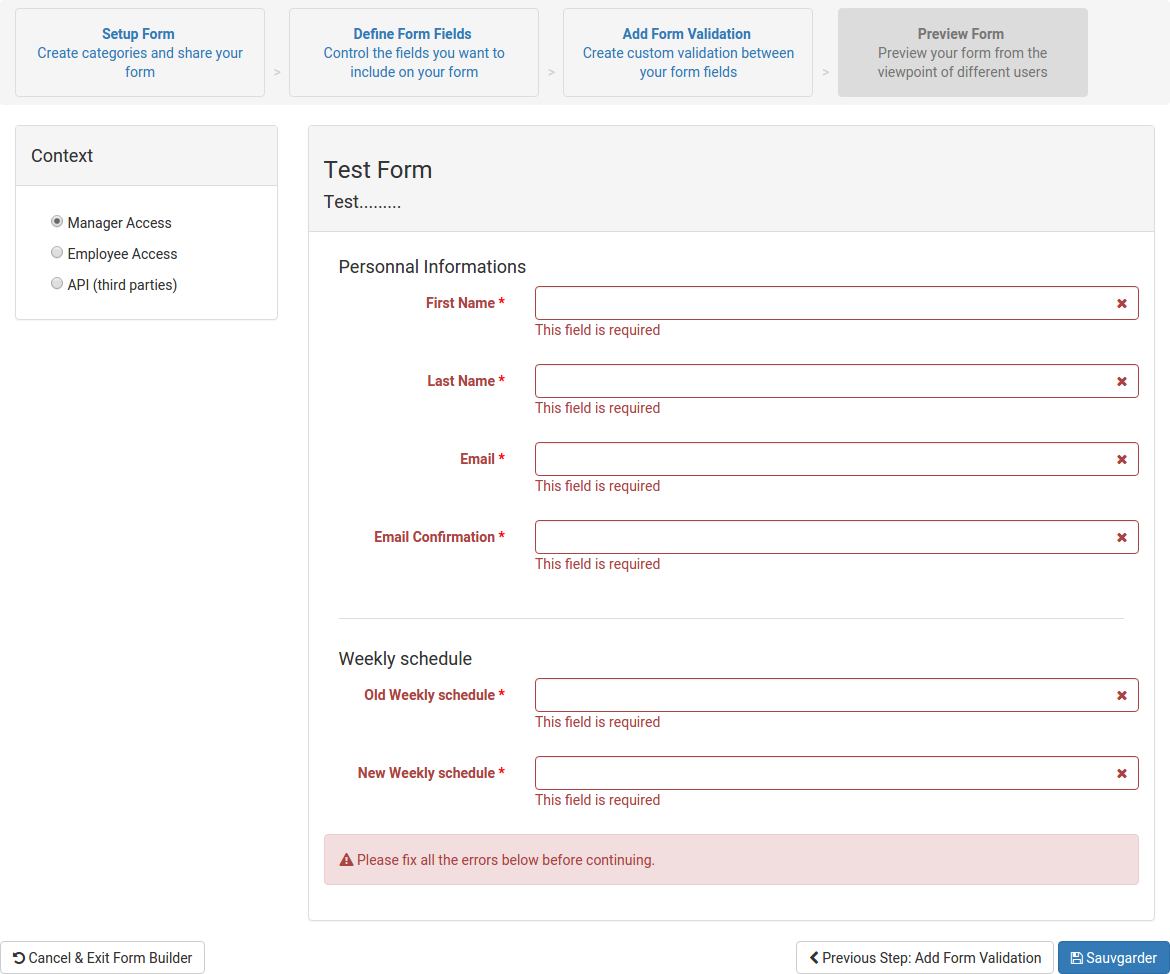 Setup Form
Create categories and share your
form
>
Define Form Fields
Control the fields you want to
include on your form
>
Add Form Validation
Create custom validation between
your form fields
>
Preview Form
Preview your form from the
viewpoint of different users
Context
Manager Access
Employee Access
API (third parties)
Test Form
Test.........
Personnal Informations
First Name *
This field is required
Last Name *
This field is required
Email *
This field is required
Email Confirmation *
This field is required
Weekly schedule
Old Weekly schedule *
This field is required
New Weekly schedule *
This field is required
Please fix all the errors below before continuing.
Cancel & Exit Form Builder
Previous Step: Add Form Validation
Sauvgarder